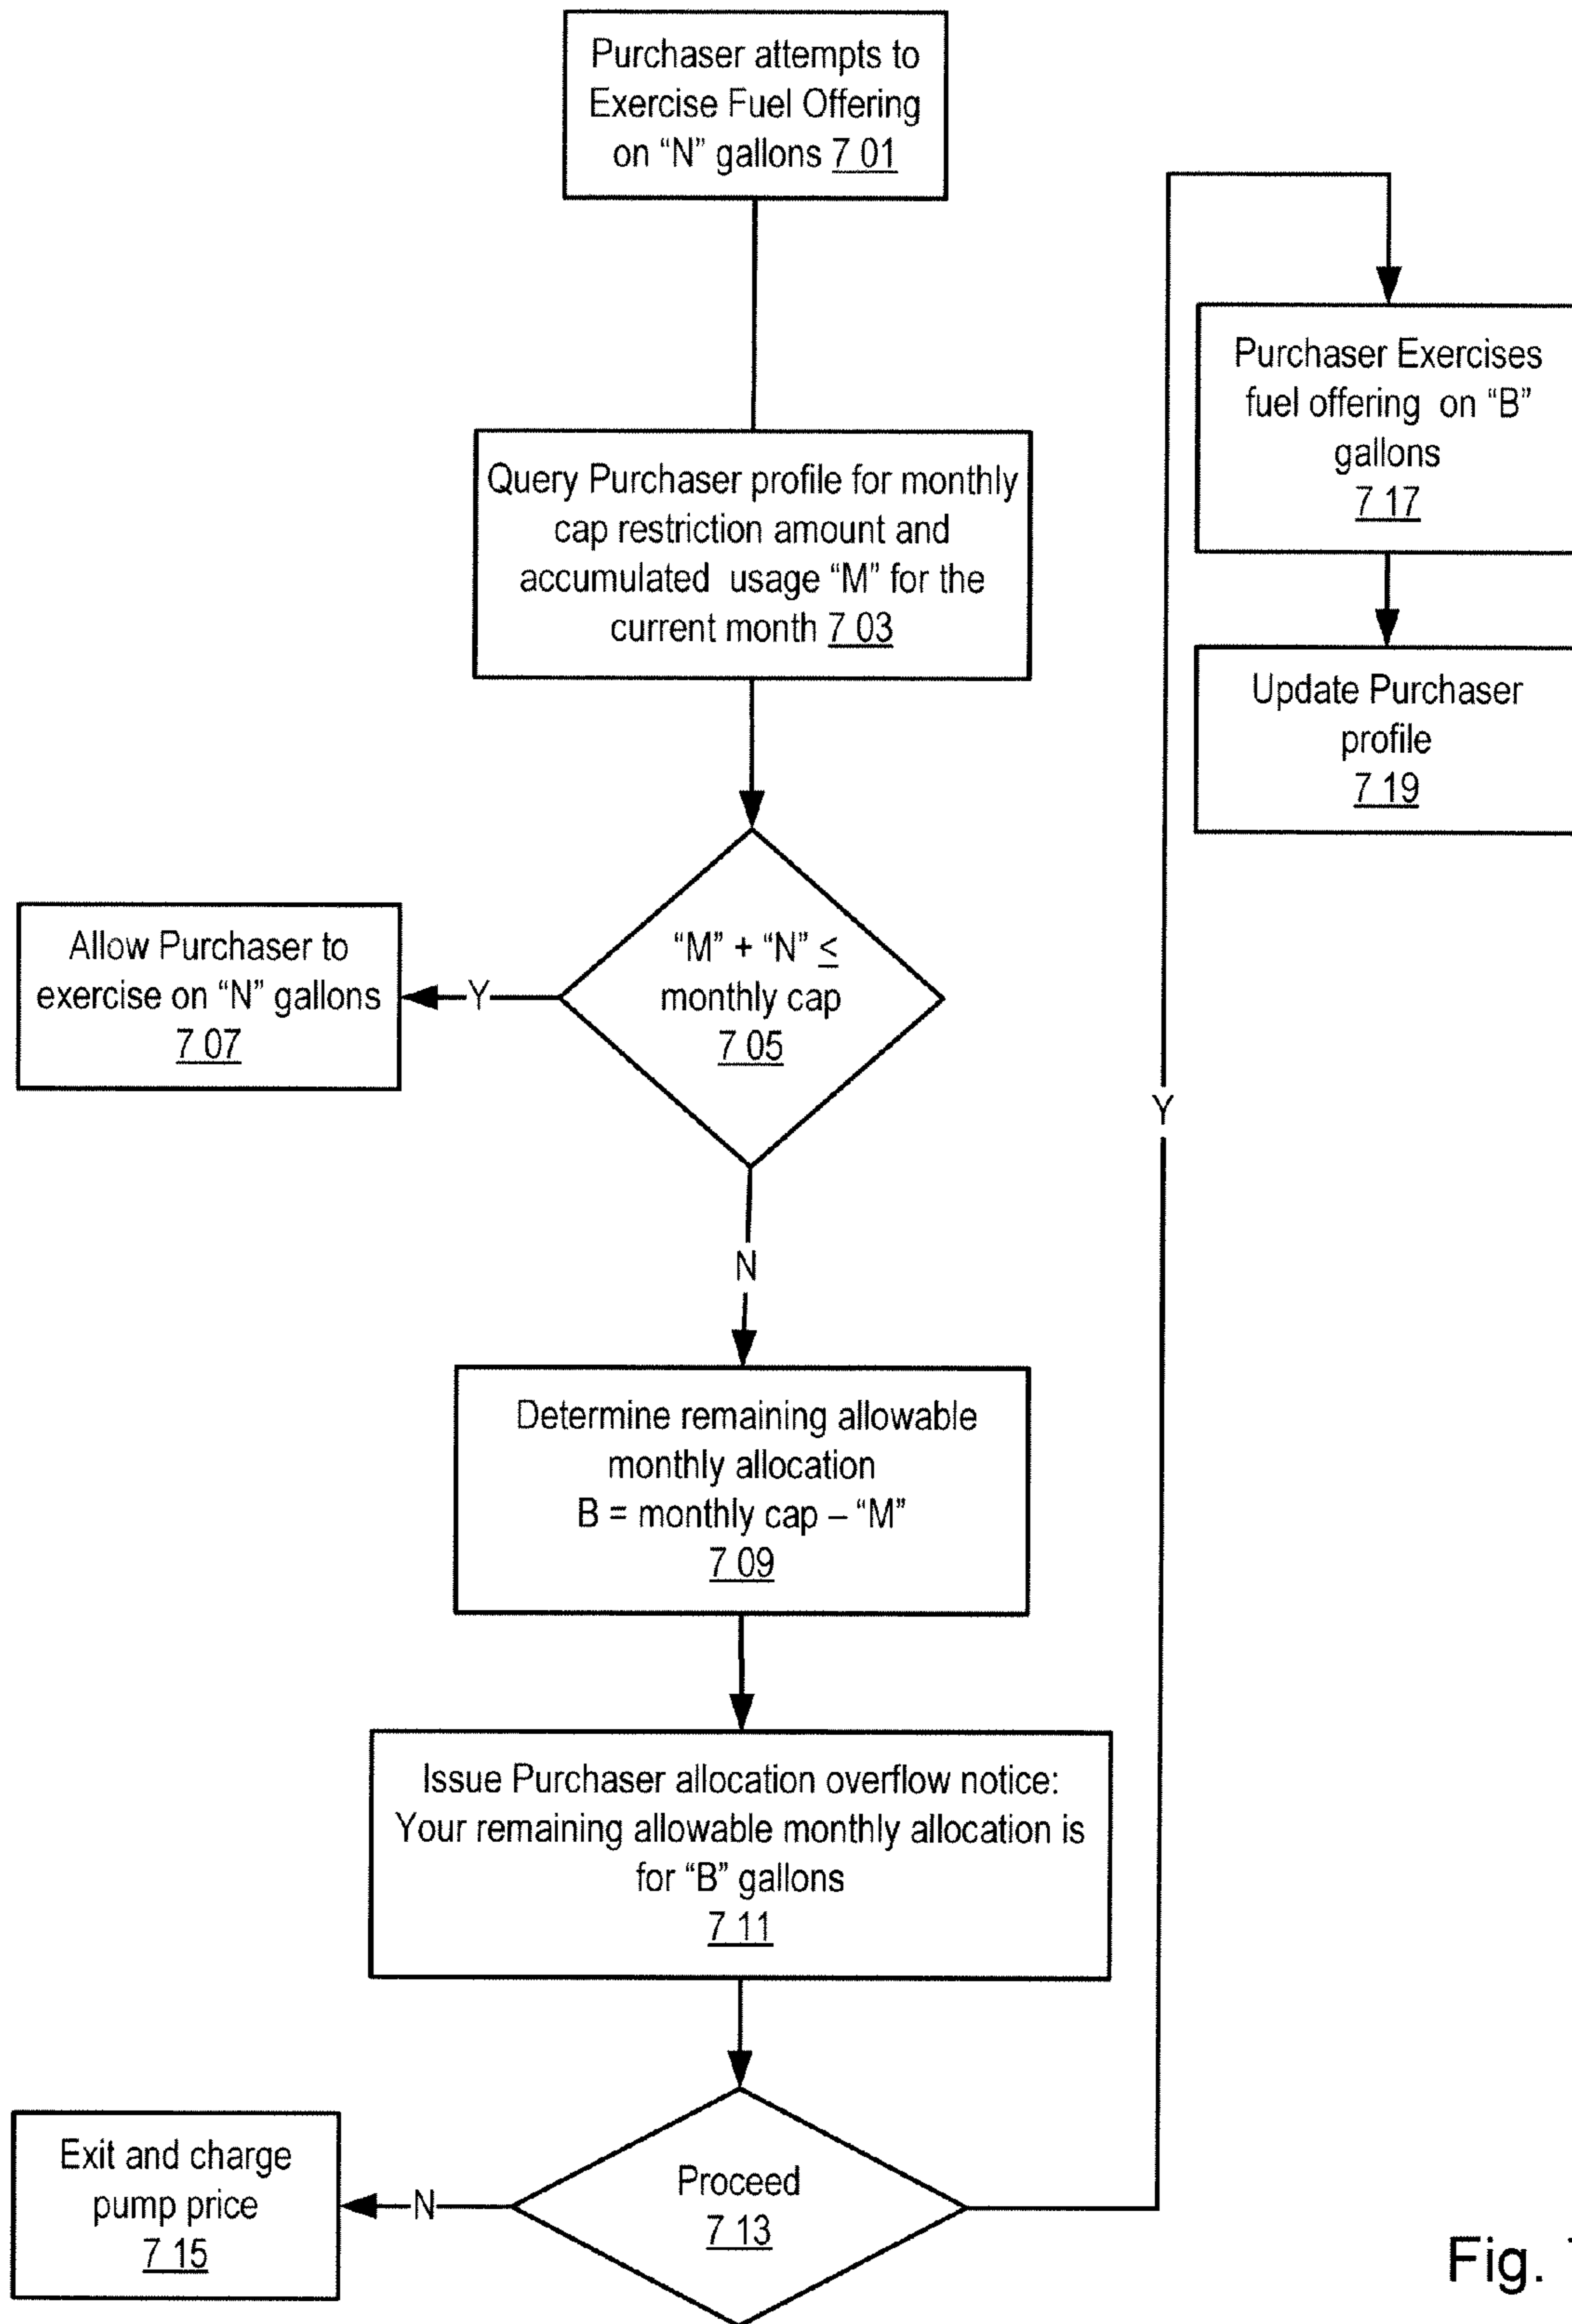 Purchaser attempts to
Exercise Fuel Offering
on “N” gallons 7 01
Query Purchaser profile for monthly
cap restriction amount and
accumulated usage “M” for the
current month 7 03
“M” + “N” ≤
monthly cap
7 05
Y
Allow Purchaser to
exercise on “N” gallons
7 07
N
Determine remaining allowable
monthly allocation
B = monthly cap – “M”
7 09
Issue Purchaser allocation overflow notice:
Your remaining allowable monthly allocation is
for “B” gallons
7 11
Proceed
7 13
N
Exit and charge
pump price
7 15
Y
Purchaser Exercises
fuel offering on “B”
gallons
7 17
Update Purchaser
profile
7 19
Fig.